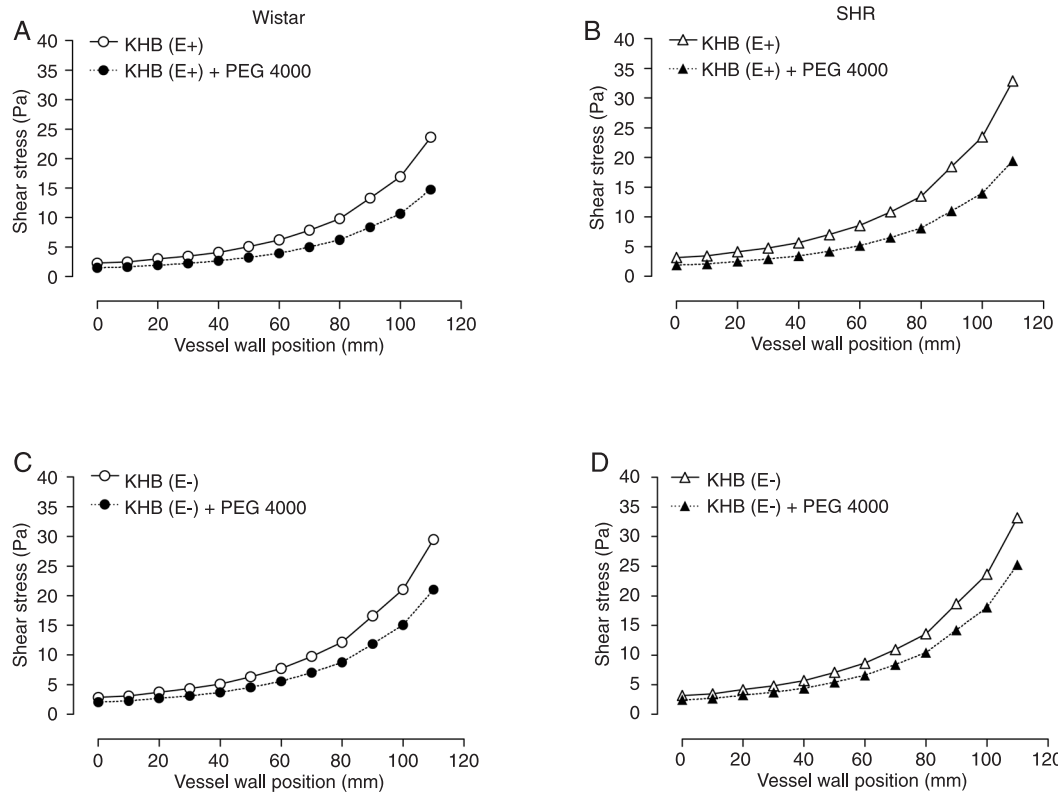 Wistar
A
KHB (E+)
KHB (E+) + PEG 4000
Shear stress (Pa)
40
35
30
25
20
15
10
5
0
0 20 40 60 80 100 120
Vessel wall position (mm)
SHR
B
KHB (E+)
KHB (E+) + PEG 4000
Shear stress (Pa)
40
35
30
25
20
15
10
5
0
0 20 40 60 80 100 120
Vessel wall position (mm)
C
KHB (E-)
KHB (E-) + PEG 4000
Shear stress (Pa)
40
35
30
25
20
15
10
5
0
0 20 40 60 80 100 120
Vessel wall position (mm)
D
KHB (E-)
KHB (E-) + PEG 4000
Shear stress (Pa)
40
35
30
25
20
15
10
5
0
0 20 40 60 80 100 120
Vessel wall position (mm)